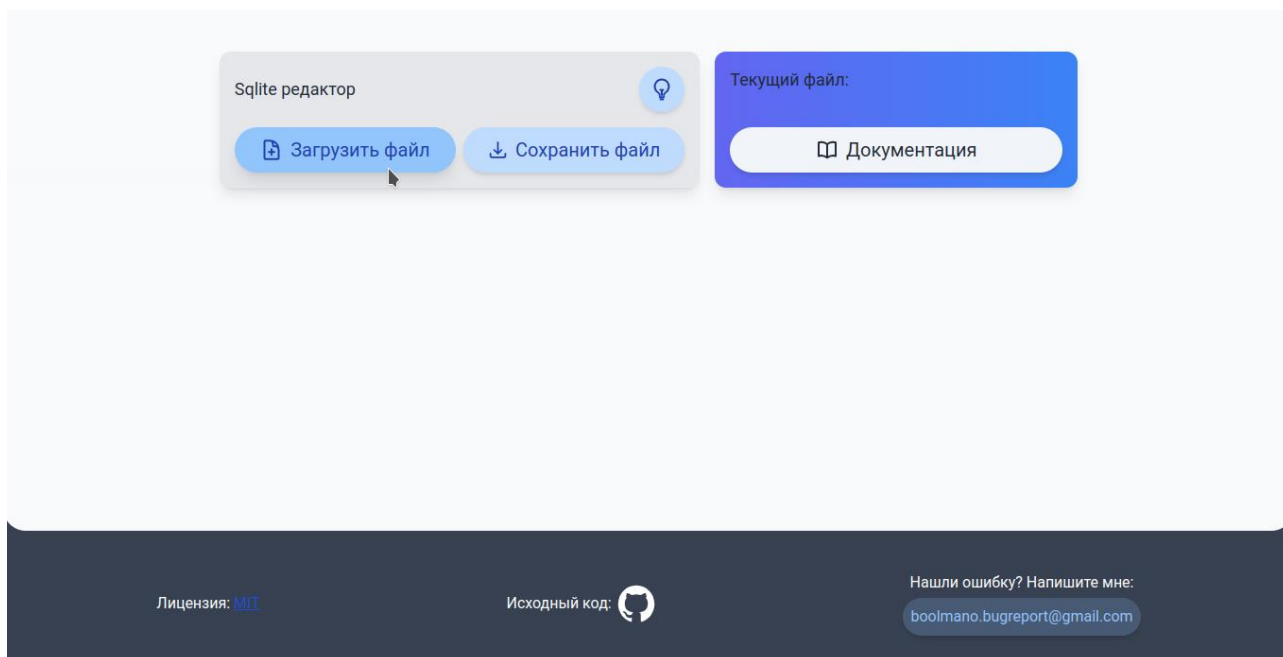 Sqlite редактор
Загрузить файл
Сохранить файл
Текущий файл:
Документация
Лицензия: MIT
Исходный код:
Нашли ошибку? Напишите мне:
boolmano.bugreport@gmail.com